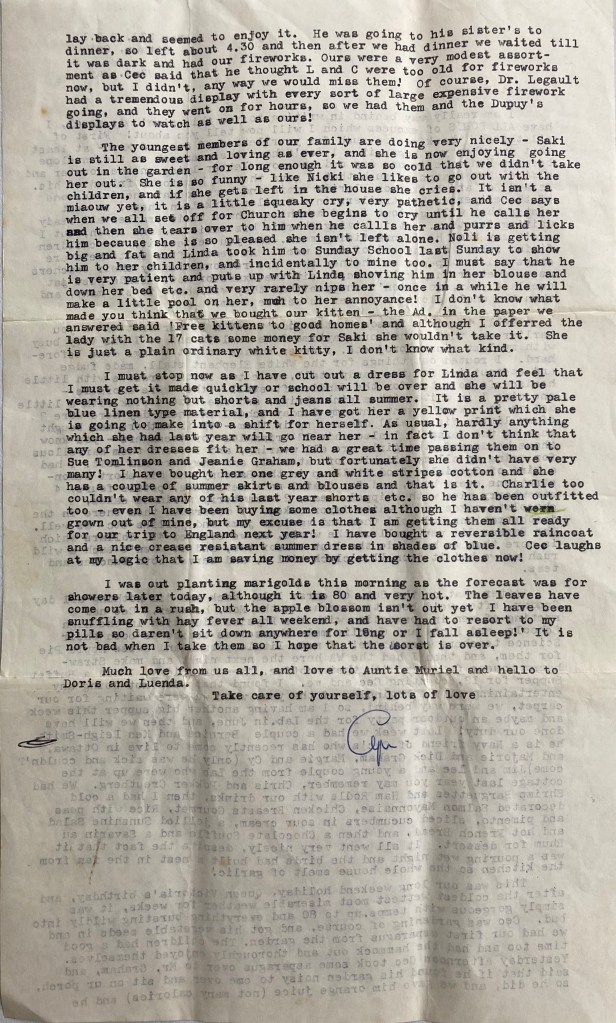 lay back and seemed to enjoy it. He was going to his sister's to
dinner, so left about 4.30 and then after we had dinner we waited till
it was dark and had our fireworks. Ours were a very modest assort-
ment as Cec said that he thought L and C were too old for fireworks
now, but I didn't, any way we would miss them! Of course, Dr. Legault
had a tremendous display with every sort of large expensive firework
going, and they went on for hours, so we had them and the Dupuy's
displays to watch as well as ours!
The youngest members of our family are doing very nicely - Saki
is still as sweet and loving as ever, and she is now enjoying going
out in the garden - for long enough it was so cold that we didn't take
her out. She is so funny - like Nicki she likes to go out with the
children, and if she gets left in the house she cries. It isn't a
miaouw yet, it is a little squeaky cry, very pathetic, and Cec says
when we all set off for Church she begins to cry until he calls her
and then she tears over to him when he callls her and purrs and licks
him because she is so pleased she isn't left alone. Noli is getting
big and fat and Linda took him to Sunday School last Sunday to show
him to her children, and incidentally to mine too. I must say that he
is very patient and puts up with Linda shoving him in her blouse and
down her bed etc. and very rarely nips her - once in a while he will
make a little pool on her, muh to her annoyance! I don't know what
made you think that we bought our kitten - the Ad. in the paper we
answered said 'Free kittens to good homes' and although I offerred the
lady with the 17 cats some money for Saki she wouldn't take it. She
is just a plain ordinary white kitty, I don't know what kind.
I must stop now as I have cut out a dress for Linda and feel that
I must get it made quickly or school will be over and she will be
wearing nothing but shorts and jeans all summer. It is a pretty pale
blue linen type material, and I have got her a yellow print which she
is going to make into a shift for herself. As usual, hardly anything
which she had last year will go near her - in fact I don't think that
any of her dresses fit her - we had a great time passing them on to
Sue Tomlinson and Jeanie Graham, but fortunately she didn't have very
many! I have bought her one grey and white stripes cotton and she
has a couple of summer skirts and blouses and that is it. Charlie too
couldn't wear any of his last year shorts etc. so he has been outfitted
too - even I have been buying some clothes although I haven't worn
grown out of mine, but my excuse is that I am getting them all ready
for our trip to England next year! I have bought a reversible raincoat
and a nice crease resistant summer dress in shades of blue. Cec laughs
at my logic that I am saving money by getting the clothes now!
I was out planting marigolds this morning as the forecast was for
showers later today, although it is 80 and very hot. The leaves have
come out in a rush, but the apple blossom isn't out yet I have been
snuffling with hay fever all weekend, and have had to resort to my
pills so daren't sit down anywhere for long or I fall asleep!' It is
not bad when I take them so I hope that the worst is over.
Much love from us all, and love to Auntie Muriel and hello to
Doris and Luenda.
Take care of yourself, lots of love